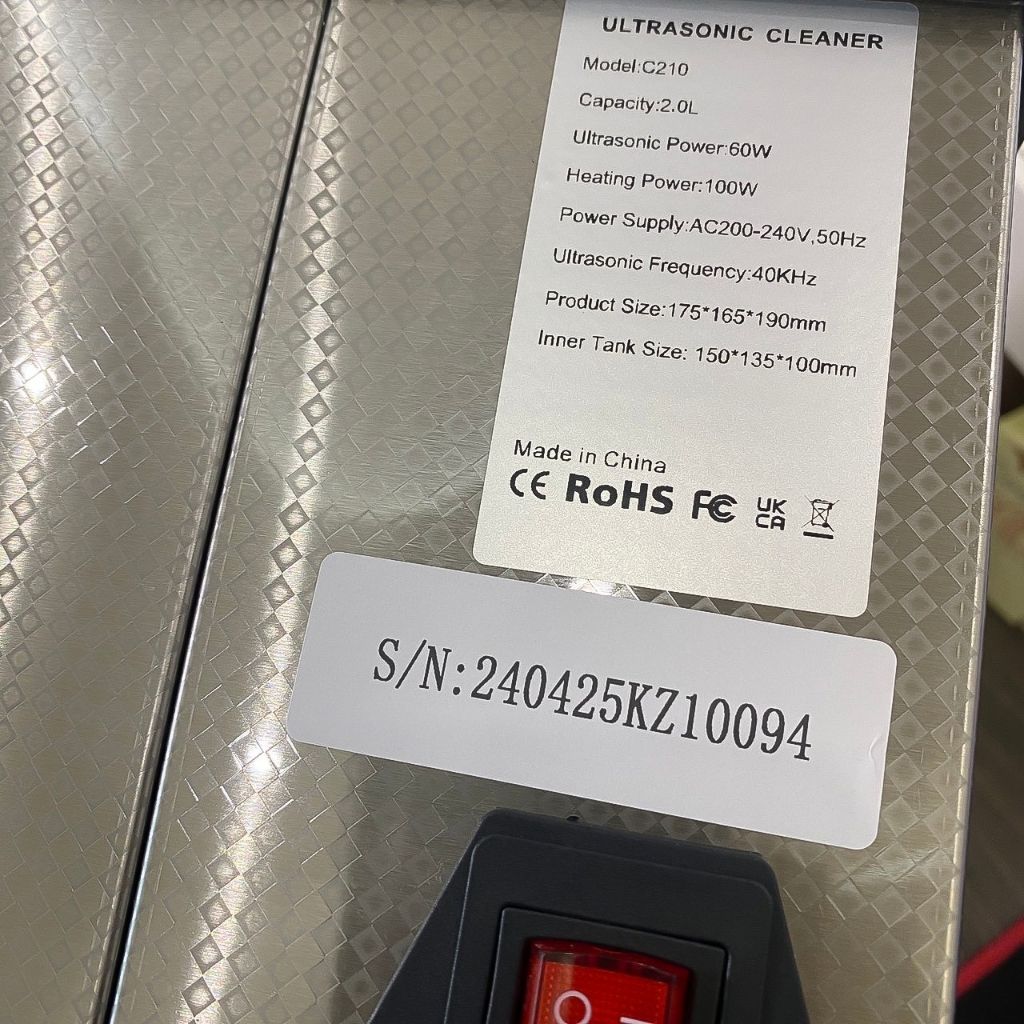 ULTRASONIC CLEANER
Model:C210
Capacity:2.0L
Ultrasonic Power:60W
Heating Power:100W
Power Supply:AC200-240V,50Hz
Ultrasonic Frequency:40KHz
Product Size:175*165*190mm
Inner Tank Size: 150*135*100mm
Made in China
CE RoHS FC UK
CA
S/N:240425KZ10094